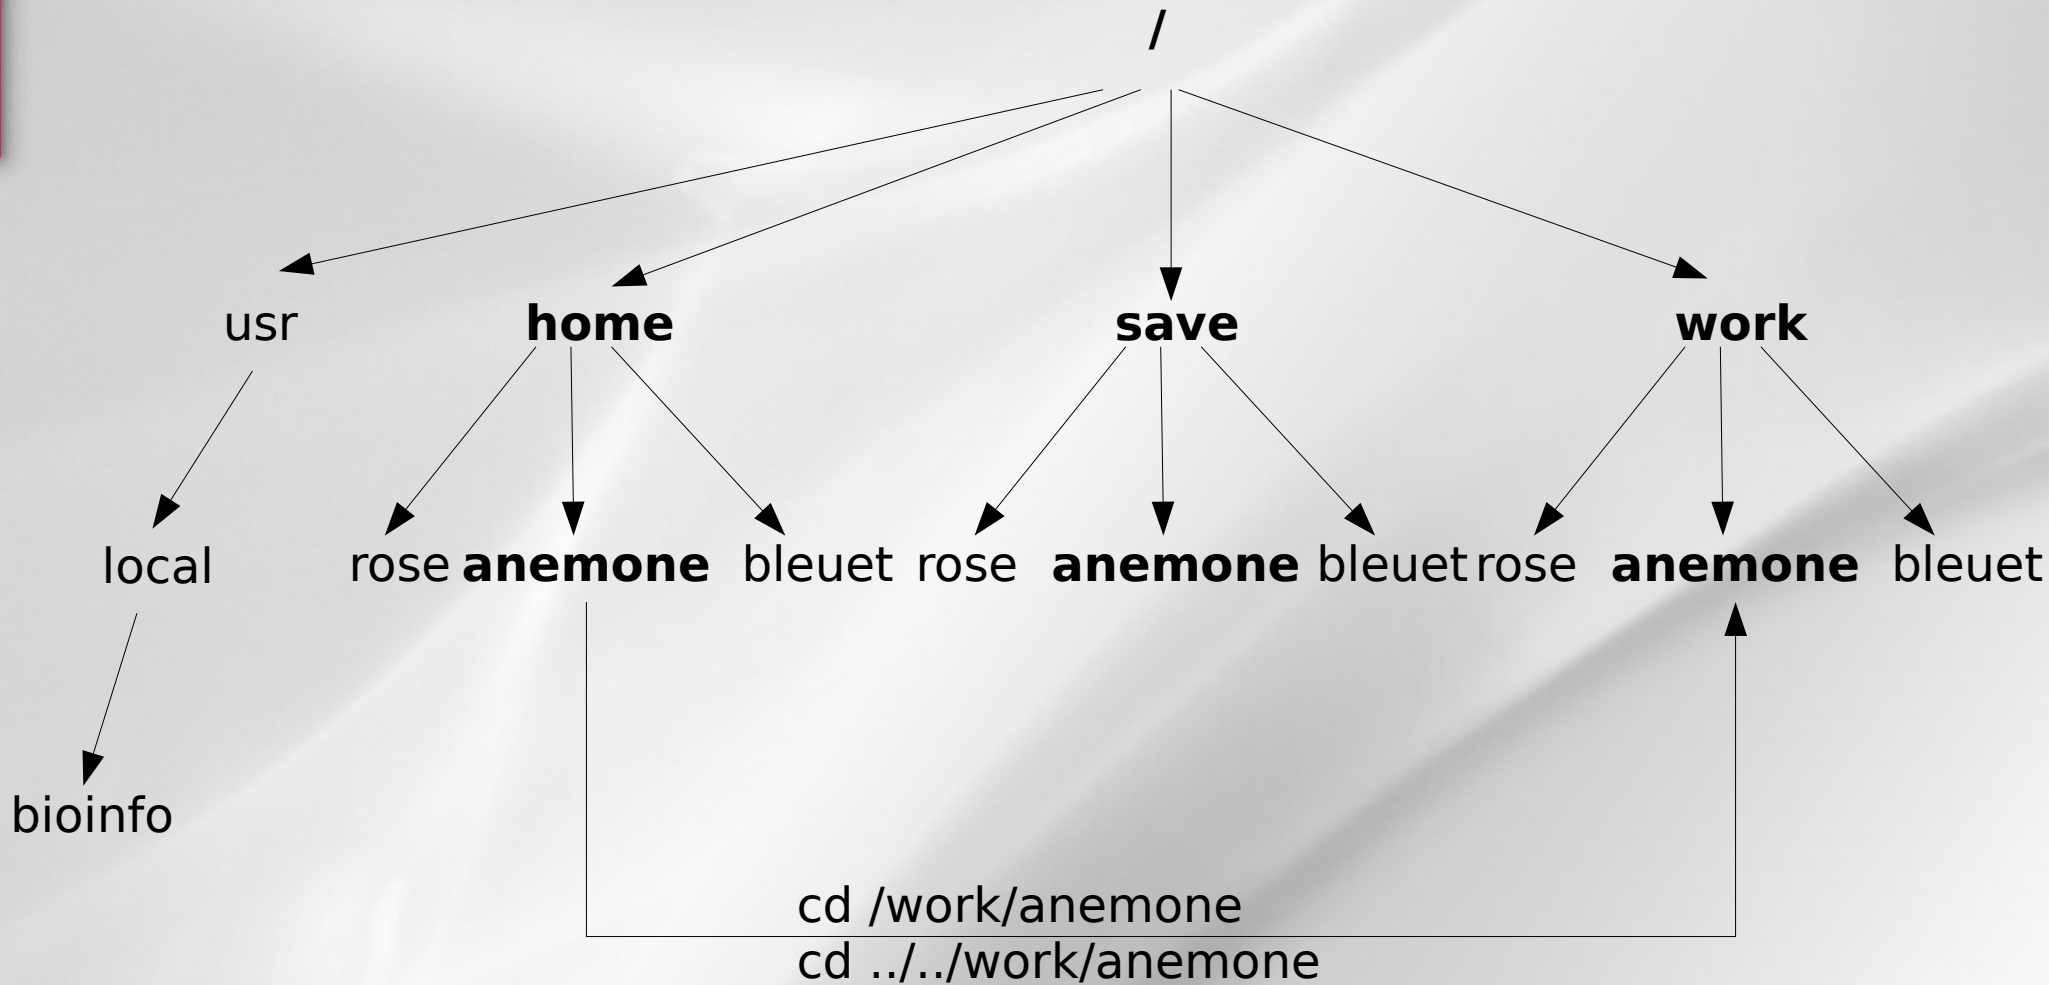 /
usr home save work
local rose anemone bleuet rose anemone bleuet rose anemone bleuet
bioinfo
cd /work/anemone
cd ../../work/anemone